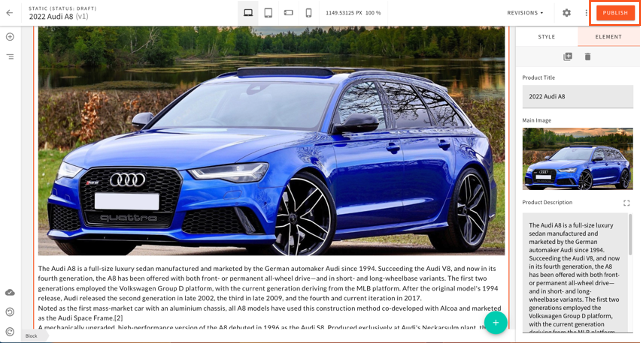 STATIC (STATUS: DRAFT)
2022 Audi A8 (v1)
1149.53125 PX 100 %
REVISIONS
PUBLISH
STYLE
ELEMENT
Product Title
2022 Audi A8
Main Image
Product Description
The Audi A8 is a full-size luxury
sedan manufactured and
marketed by the German
automaker Audi since 1994.
Succeeding the Audi V8, and
now in its fourth generation,
the A8 has been offered with
both front- or permanent
all-wheel drive—and in short-
and long-wheelbase variants.
The first two generations
employed the Volkswagen
Group D platform, with the
current generation deriving
from the MLB platform.
quattro
The Audi A8 is a full-size luxury sedan manufactured and marketed by the German automaker Audi since 1994. Succeeding the Audi V8, and now in its
fourth generation, the A8 has been offered with both front- or permanent all-wheel drive—and in short- and long-wheelbase variants. The first two
generations employed the Volkswagen Group D platform, with the current generation deriving from the MLB platform. After the original model's 1994
release, Audi released the second generation in late 2002, the third in late 2009, and the fourth and current iteration in 2017.
Noted as the first mass-market car with an aluminium chassis, all A8 models have used this construction method co-developed with Alcoa and marketed
as the Audi Space Frame.[2]
A mechanically upgraded, high-performance version of the A8 debuted in 1996 as the Audi S8. Produced exclusively at Audi's Neckarsulm plant,
Block